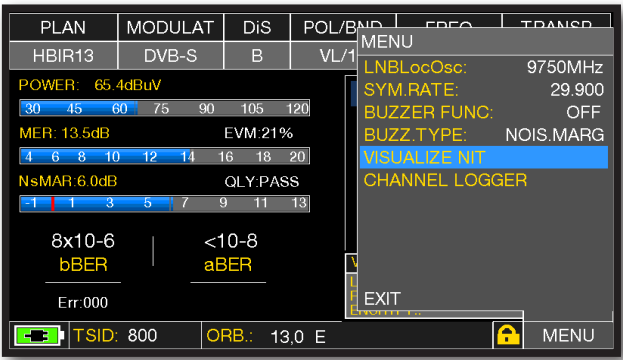 PLAN MODULAT DiS POL/BND FREQ TRANSP
HBIR13 DVB-S B VL/1
MENU
LNBLocOsc: 9750MHz
SYM.RATE: 29.900
BUZZER FUNC: OFF
BUZZ.TYPE: NOIS.MARG
VISUALIZE NIT
CHANNEL LOGGER
EXIT
POWER: 65.4dBuV
30 45 60 75 90 105 120
MER: 13.5dB EVM:21%
4 6 8 10 12 14 16 18 20
NsMAR:6.0dB QLY:PASS
-1 1 3 5 7 9 11 13
8x10-6 <10-8
bBER aBER
Err:000
TSID: 800 ORB.: 13,0 E MENU